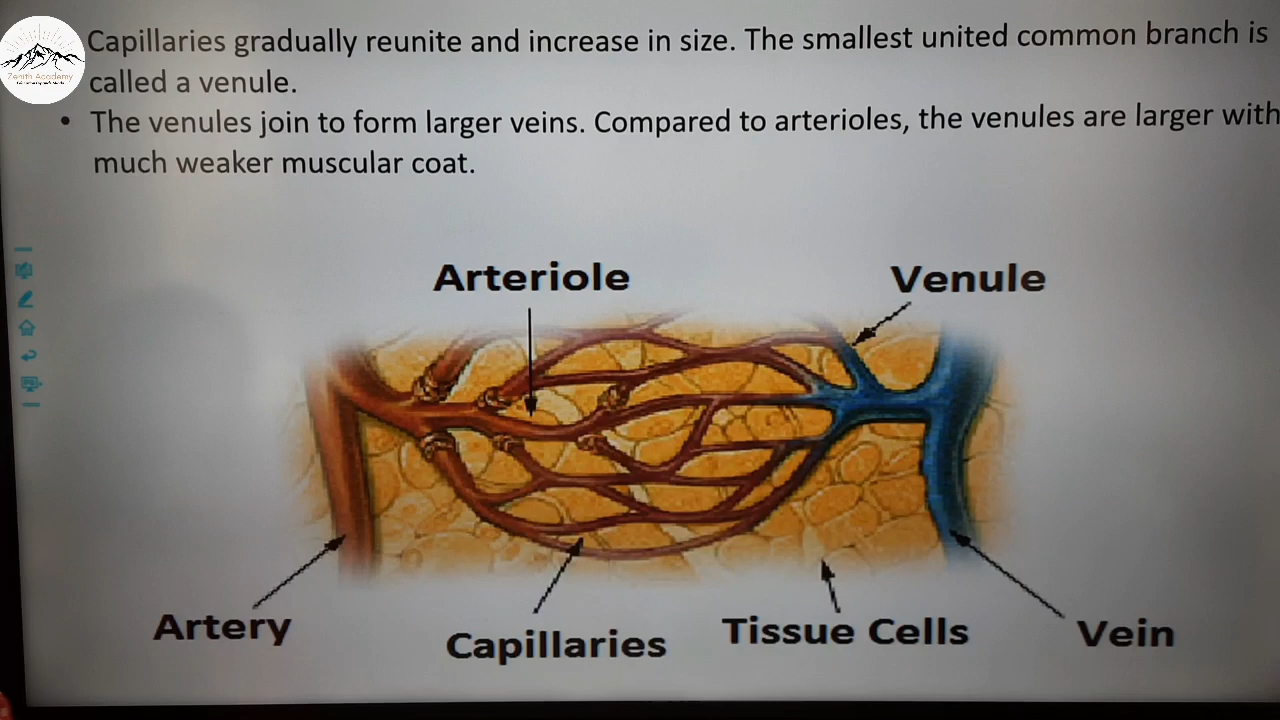 Capillaries gradually reunite and increase in size. The smallest united common branch is
called a venule.
• The venules join to form larger veins. Compared to arterioles, the venules are larger with
much weaker muscular coat.
Zenith Academy
Arteriole
Venule
Artery
Capillaries
Tissue Cells
Vein